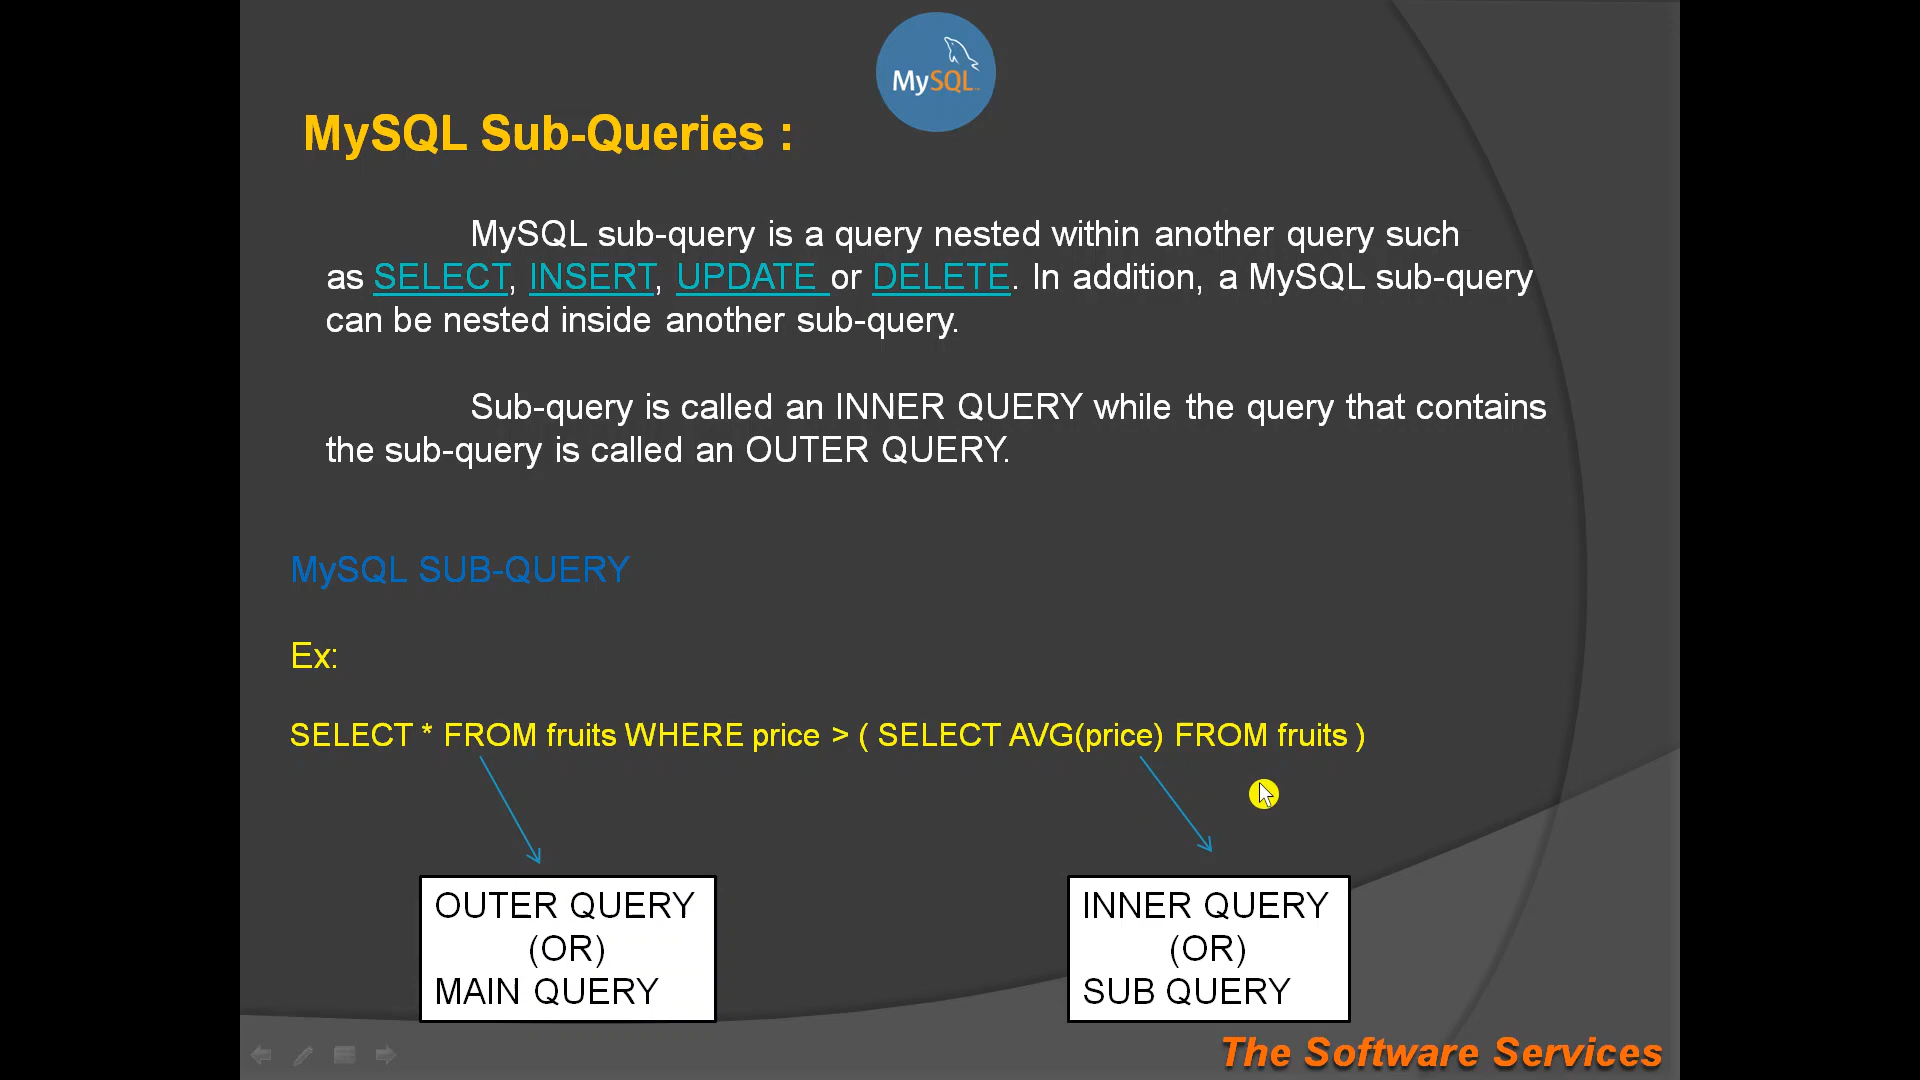 MySQL
MySQL Sub-Queries :
MySQL sub-query is a query nested within another query such
as SELECT, INSERT, UPDATE or DELETE. In addition, a MySQL sub-query
can be nested inside another sub-query.
Sub-query is called an INNER QUERY while the query that contains
the sub-query is called an OUTER QUERY.
MySQL SUB-QUERY
Ex:
SELECT * FROM fruits WHERE price > ( SELECT AVG(price) FROM fruits )
OUTER QUERY
(OR)
MAIN QUERY
INNER QUERY
(OR)
SUB QUERY
The Software Services